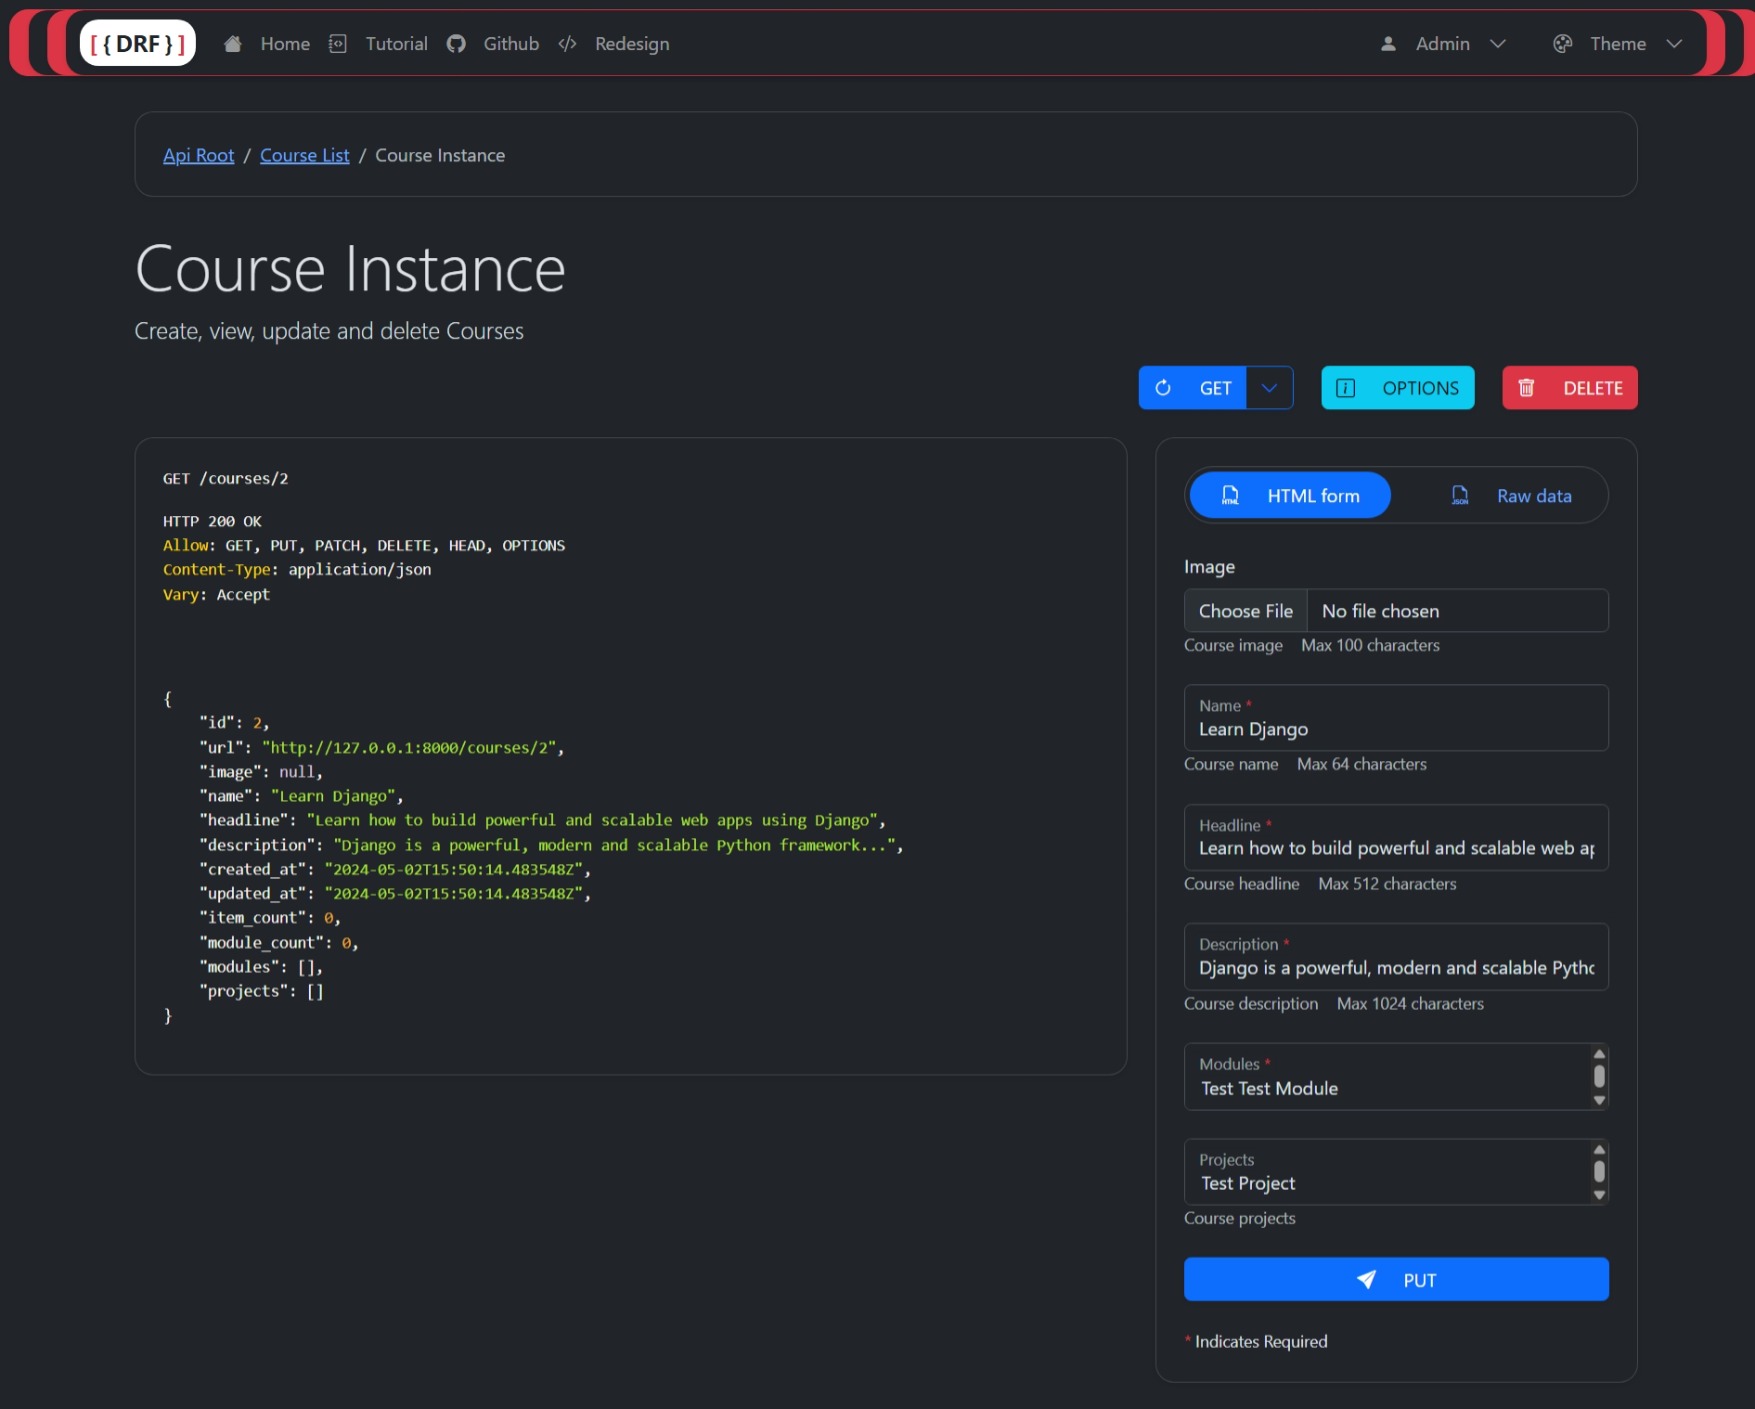 [{DRF}] Home Tutorial Github Redesign Admin Theme
Api Root / Course List / Course Instance
Course Instance
Create, view, update and delete Courses
GET OPTIONS DELETE
GET /courses/2
HTTP 200 OK
Allow: GET, PUT, PATCH, DELETE, HEAD, OPTIONS
Content-Type: application/json
Vary: Accept
{
    "id": 2,
    "url": "http://127.0.0.1:8000/courses/2",
    "image": null,
    "name": "Learn Django",
    "headline": "Learn how to build powerful and scalable web apps using Django",
    "description": "Django is a powerful, modern and scalable Python framework...",
    "created_at": "2024-05-02T15:50:14.483548Z",
    "updated_at": "2024-05-02T15:50:14.483548Z",
    "item_count": 0,
    "module_count": 0,
    "modules": [],
    "projects": []
}
HTML HTML form JSON Raw data
Image
Choose File No file chosen
Course image Max 100 characters
Name *
Learn Django
Course name Max 64 characters
Headline *
Learn how to build powerful and scalable web ap
Course headline Max 512 characters
Description *
Django is a powerful, modern and scalable Pytho
Course description Max 1024 characters
Modules *
Test Test Module
Projects
Test Project
Course projects
PUT
* Indicates Required